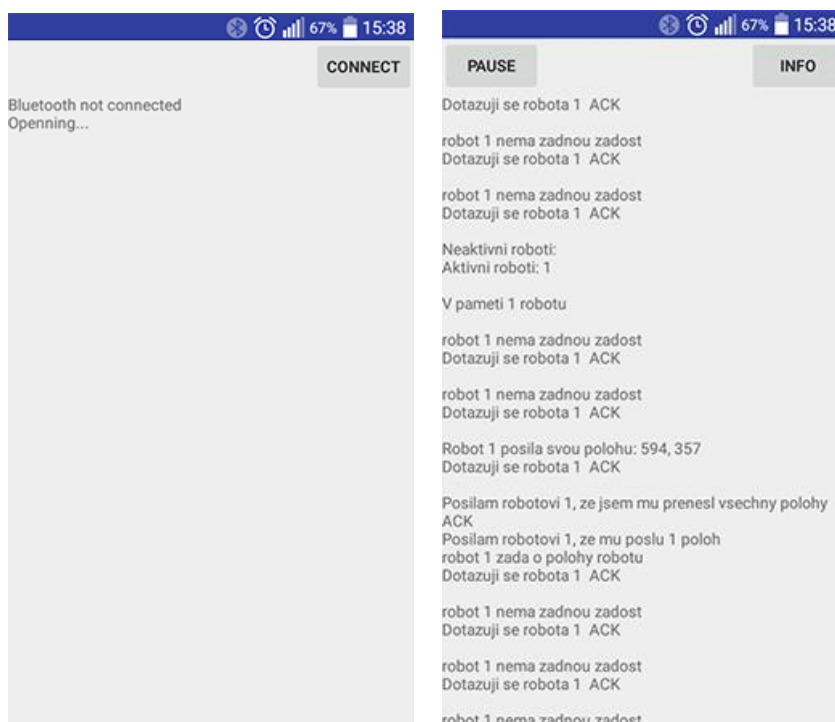 67% 15:38
CONNECT
Bluetooth not connected
Openning...
67% 15:38
PAUSE
INFO
Dotazuji se robota 1 ACK
robot 1 nema zadnou zadost
Dotazuji se robota 1 ACK
robot 1 nema zadnou zadost
Dotazuji se robota 1 ACK
Neaktivni roboti:
Aktivni roboti: 1
V pameti 1 robotu
robot 1 nema zadnou zadost
Dotazuji se robota 1 ACK
robot 1 nema zadnou zadost
Dotazuji se robota 1 ACK
Robot 1 posila svou polohu: 594, 357
Dotazuji se robota 1 ACK
Posilam robotovi 1, ze jsem mu prenesl vsechny polohy
ACK
Posilam robotovi 1, ze mu poslu 1 poloh
robot 1 zada o polohy robotu
Dotazuji se robota 1 ACK
robot 1 nema zadnou zadost
Dotazuji se robota 1 ACK
robot 1 nema zadnou zadost
Dotazuji se robota 1 ACK
robot 1 nema zadnou zadost